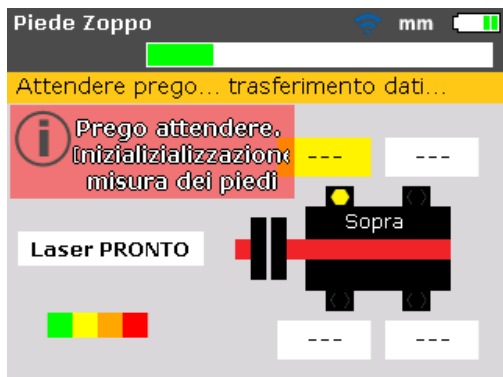 Piede Zoppo mm
Attendere prego... trasferimento dati...
Prego attendere.
Inizializializzazione
misura dei piedi
--- ---
Sopra
Laser PRONTO
--- ---